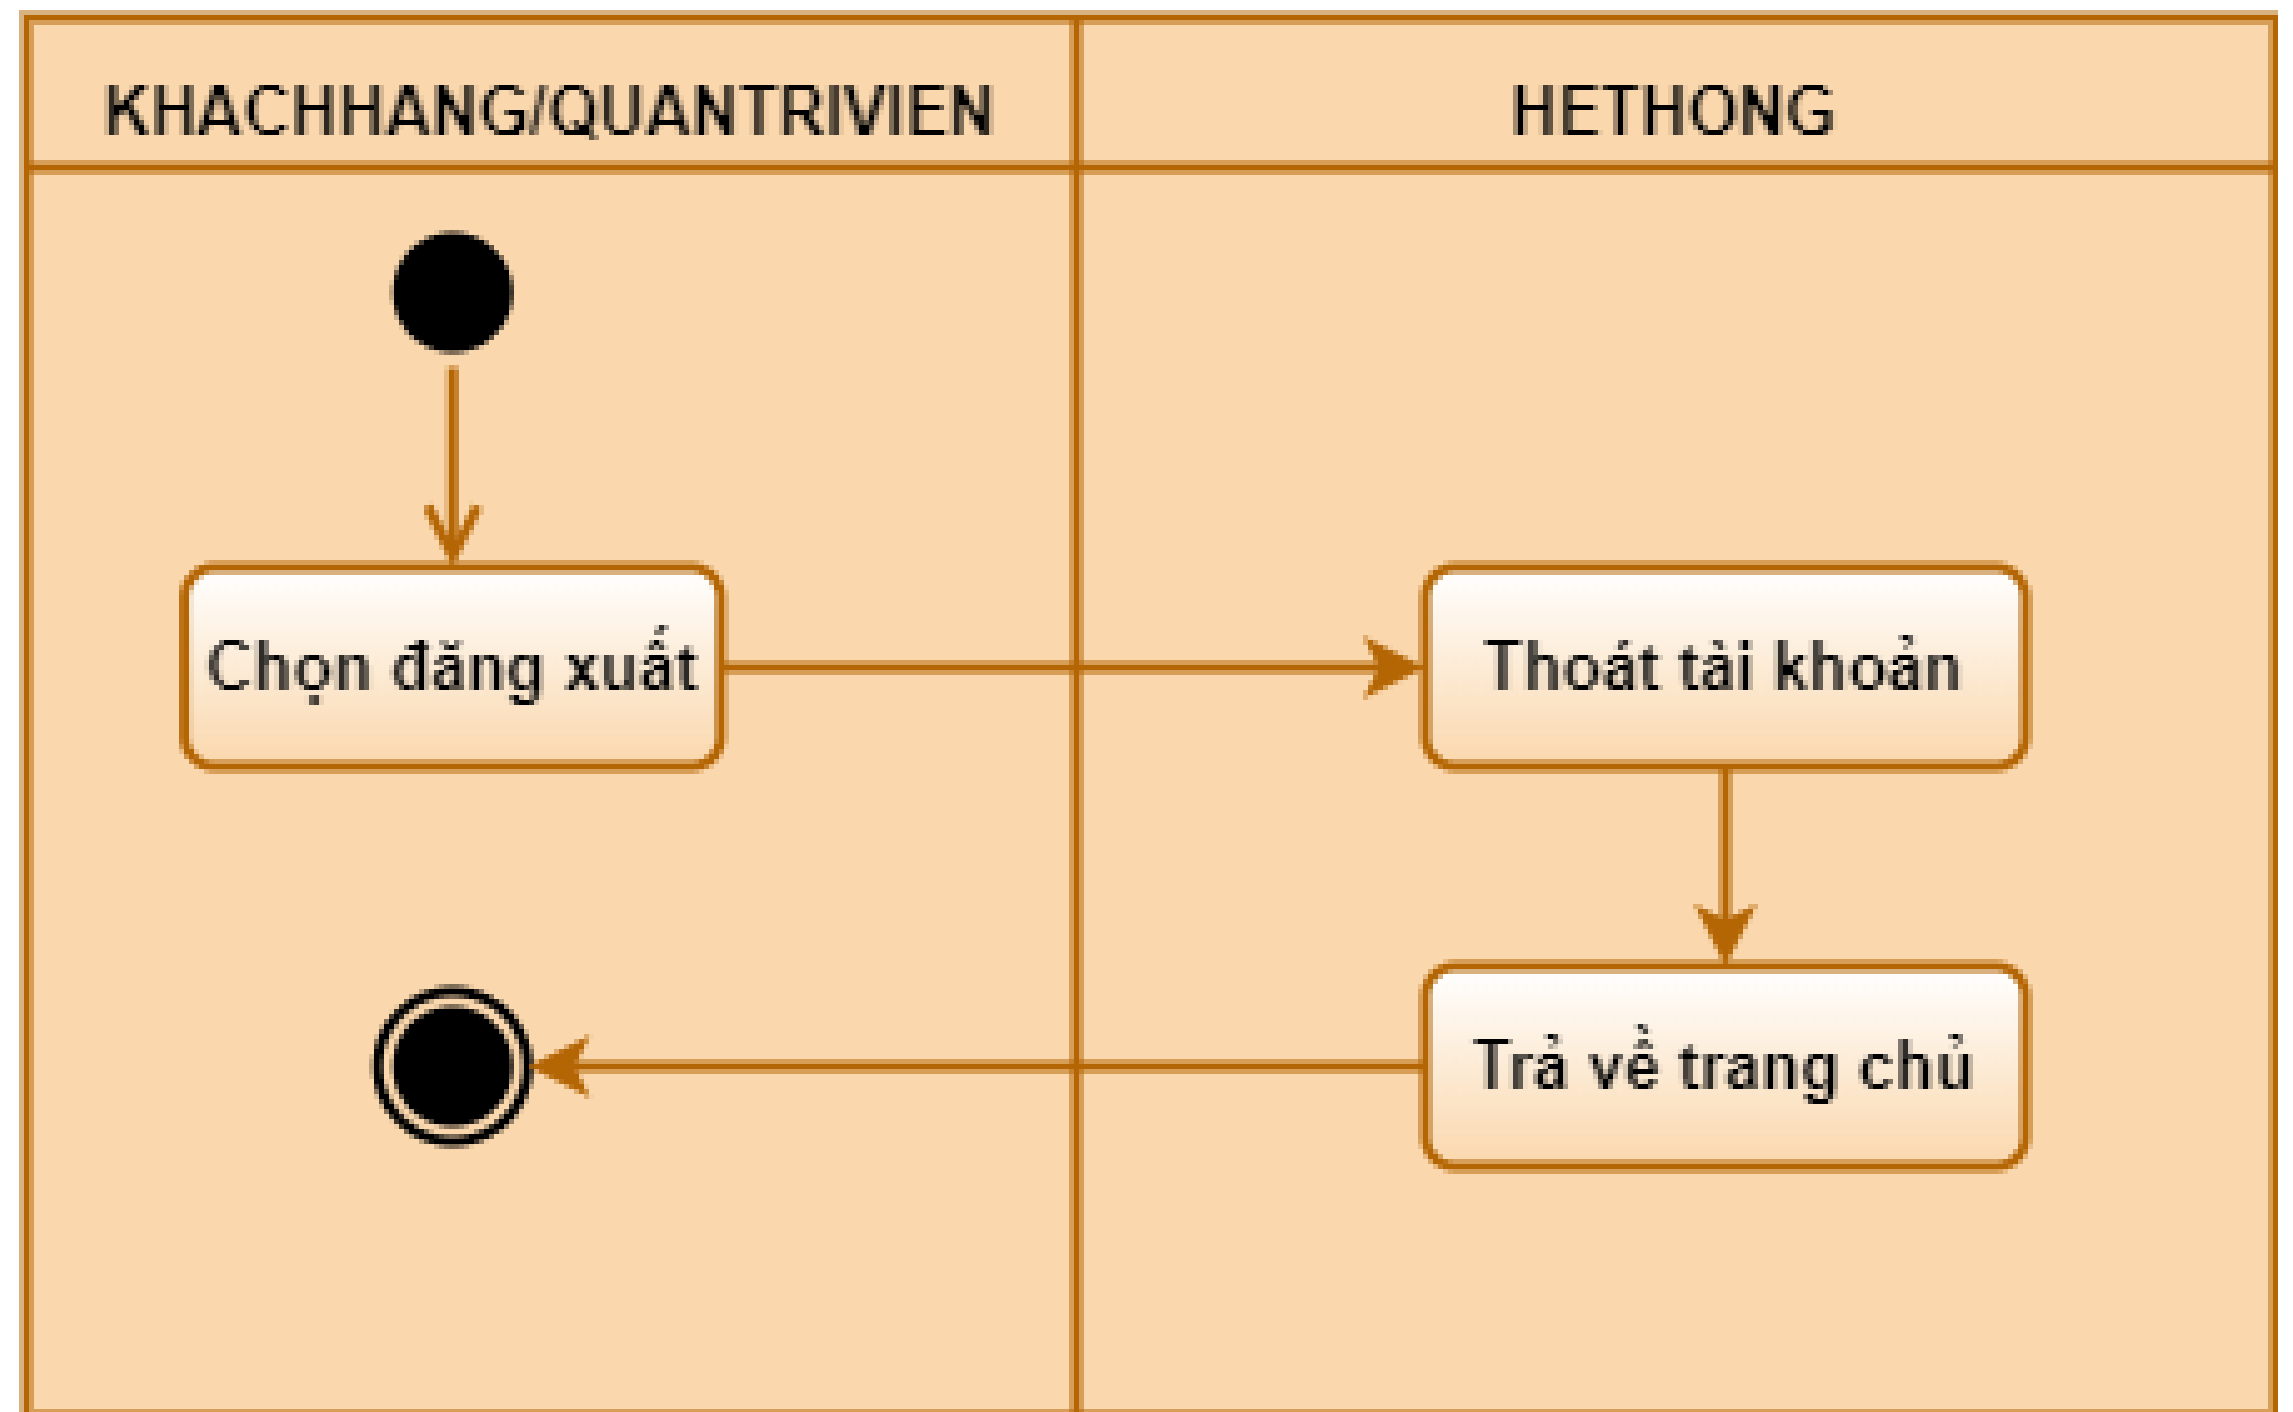 KHACHHANG/QUANTRIVIEN
HETHONG
Chọn đăng xuất
Thoát tài khoản
Trả về trang chủ